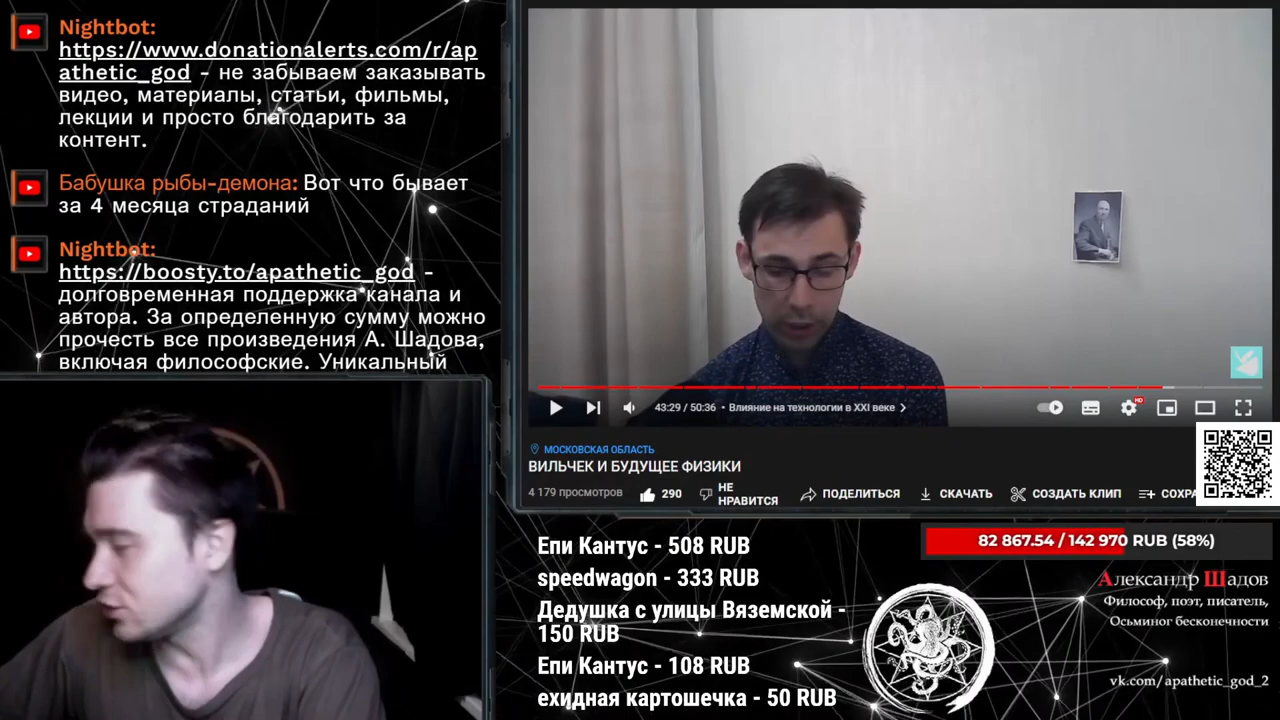 Nightbot:
https://www.donationalerts.com/r/ap
athetic_god - не забываем заказывать
видео, материалы, статьи, фильмы,
лекции и просто благодарить за
контент.
Бабушка рыбы-демона: Вот что бывает
за 4 месяца страданий
Nightbot:
https://boosty.to/apathetic_god -
долговременная поддержка канала и
автора. За определенную сумму можно
прочесть все произведения А. Шадова,
включая философские. Уникальный
43:29 / 50:36 • Влияние на технологии в XXI веке
HD
МОСКОВСКАЯ ОБЛАСТЬ
ВИЛЬЧЕК И БУДУЩЕЕ ФИЗИКИ
4 179 просмотров
290
НЕ
НРАВИТСЯ
ПОДЕЛИТЬСЯ
СКАЧАТЬ
СОЗДАТЬ КЛИП
СОХРА
82 867.54 / 142 970 RUB (58%)
Епи Кантус - 508 RUB
speedwagon - 333 RUB
Дедушка с улицы Вяземской -
150 RUB
Епи Кантус - 108 RUB
ехидная картошечка - 50 RUB
Александр Шадов
Философ, поэт, писатель,
Осьминог бесконечности
vk.com/apathetic_god_2